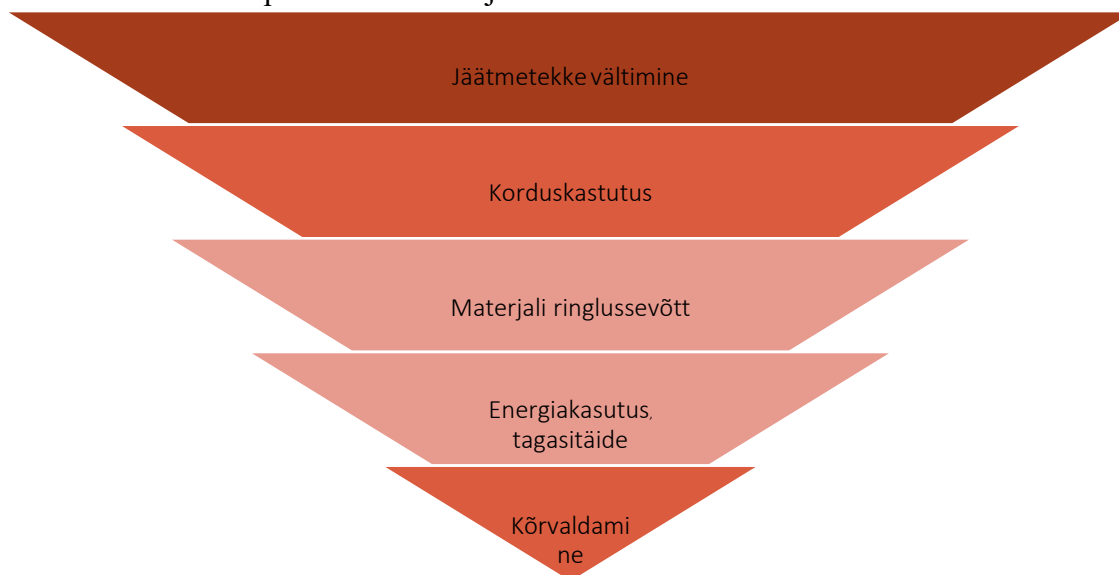 Jäätmetekke vältimine
Korduskastutus
Materjali ringlussevõtt
Energiakasutus,
tagasitäide
Kõrvaldami
ne